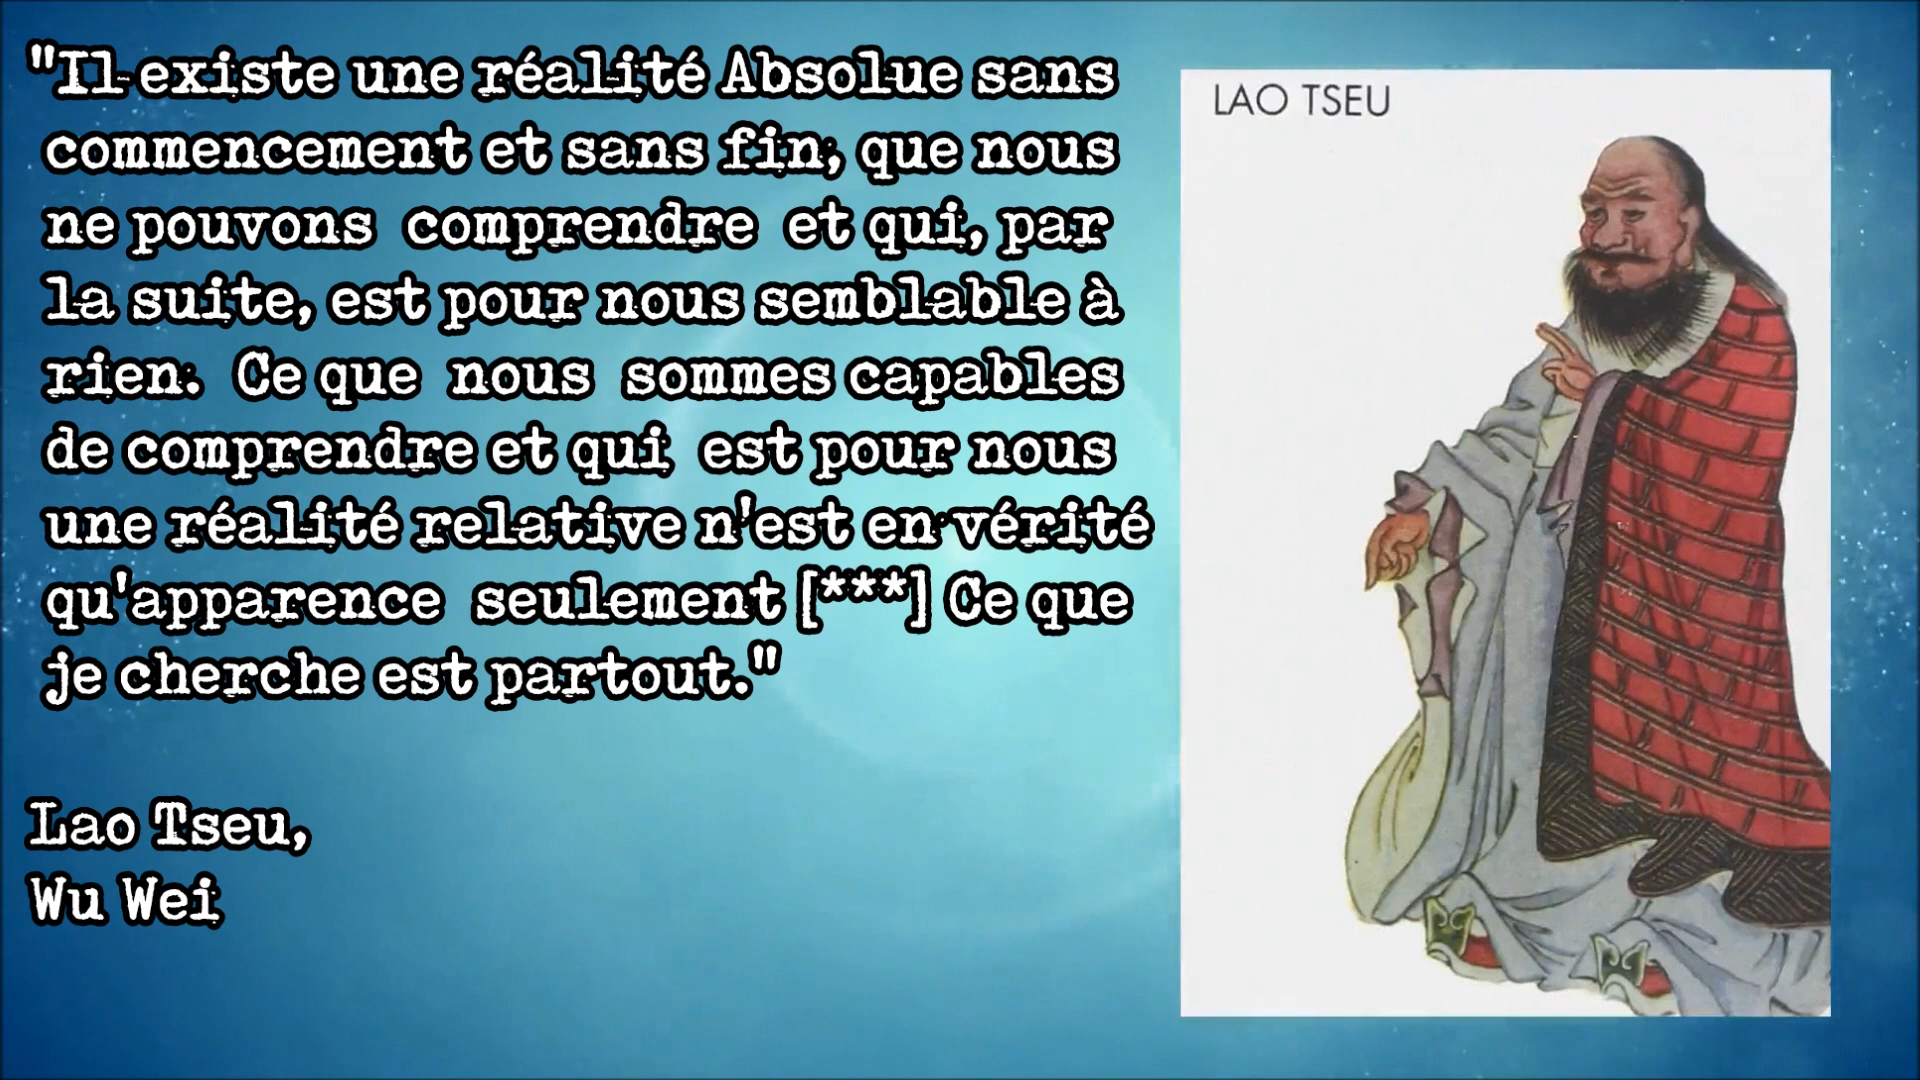 "Il existe une réalité Absolue sans
commencement et sans fin, que nous
ne pouvons comprendre et qui, par
la suite, est pour nous semblable à
rien. Ce que nous sommes capables
de comprendre et qui est pour nous
une réalité relative n'est en vérité
qu'apparence seulement [***] Ce que
je cherche est partout."
Lao Tseu,
Wu Wei
LAO TSEU